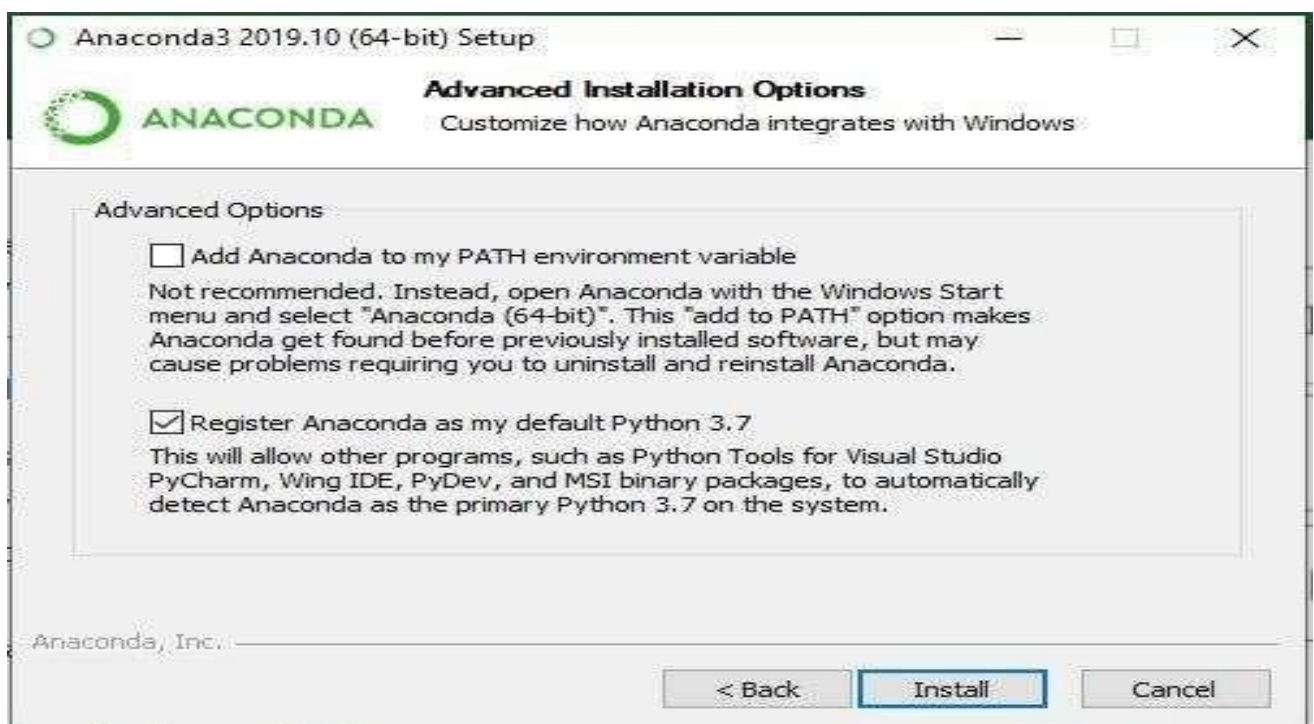 Anaconda3 2019.10 (64-bit) Setup
ANACONDA
Advanced Installation Options
Customize how Anaconda integrates with Windows
Advanced Options
Add Anaconda to my PATH environment variable
Not recommended. Instead, open Anaconda with the Windows Start
menu and select "Anaconda (64-bit)". This "add to PATH" option makes
Anaconda get found before previously installed software, but may
cause problems requiring you to uninstall and reinstall Anaconda.
Register Anaconda as my default Python 3.7
This will allow other programs, such as Python Tools for Visual Studio
PyCharm, Wing IDE, PyDev, and MSI binary packages, to automatically
detect Anaconda as the primary Python 3.7 on the system.
Anaconda, Inc.
< Back
Install
Cancel